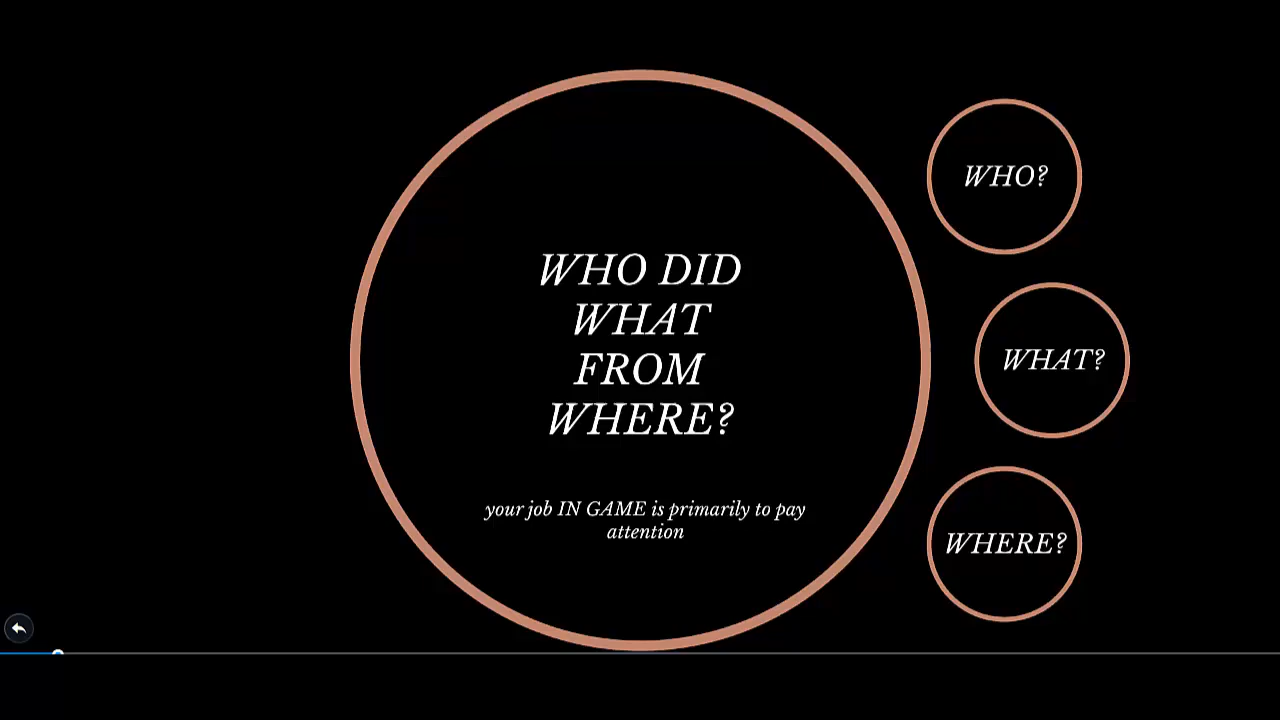 WHO DID
WHAT
FROM
WHERE?
your job IN GAME is primarily to pay
attention
WHO?
WHAT?
WHERE?